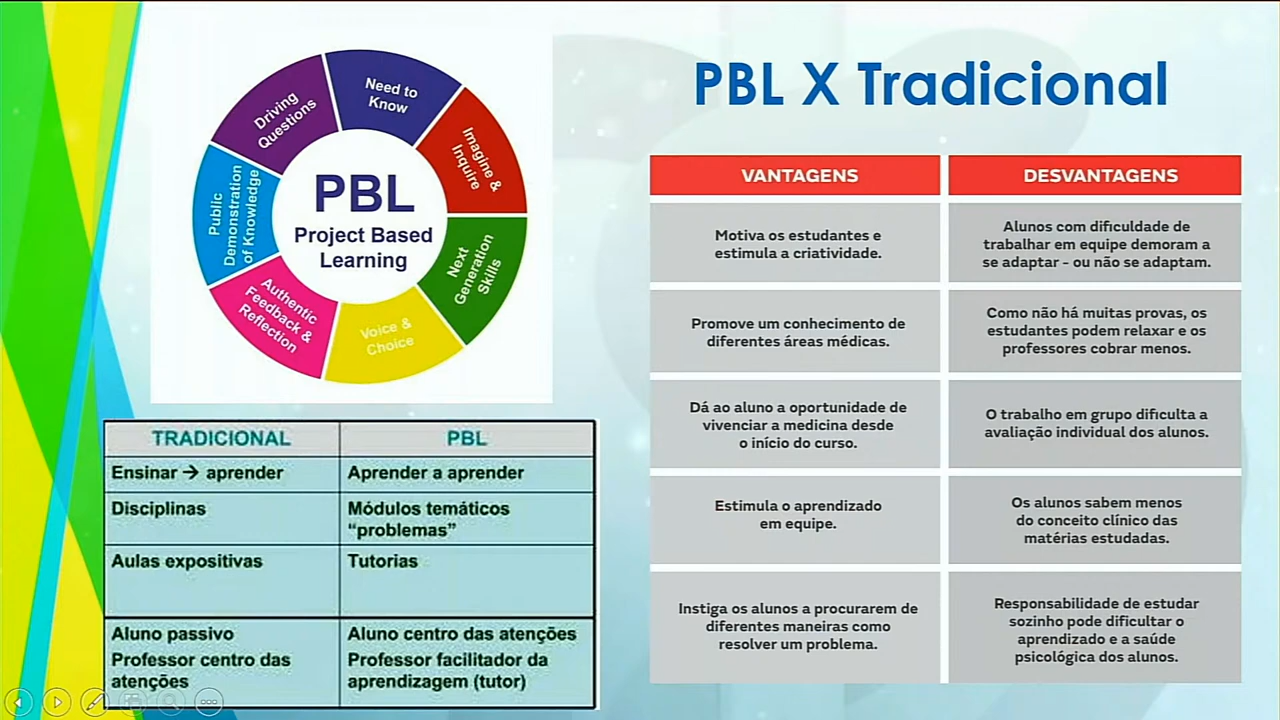 PBL X Tradicional
Need to
Know
Imagine &
Inquire
Next
Generation
Skills
Voice &
Choice
Authentic
Feedback &
Reflection
Public
Demonstration
of Knowledge
Driving
Questions
PBL
Project Based
Learning
TRADICIONAL PBL
Ensinar → aprender Aprender a aprender
Disciplinas Módulos temáticos
“problemas”
Aulas expositivas Tutorias
Aluno passivo Aluno centro das atenções
Professor centro das Professor facilitador da
atenções aprendizagem (tutor)
VANTAGENS DESVANTAGENS
Motiva os estudantes e
estimula a criatividade.
Alunos com dificuldade de
trabalhar em equipe demoram a
se adaptar - ou não se adaptam.
Promove um conhecimento de
diferentes áreas médicas.
Como não há muitas provas, os
estudantes podem relaxar e os
professores cobrar menos.
Dá ao aluno a oportunidade de
vivenciar a medicina desde
o início do curso.
O trabalho em grupo dificulta a
avaliação individual dos alunos.
Estimula o aprendizado
em equipe.
Os alunos sabem menos
do conceito clínico das
matérias estudadas.
Instiga os alunos a procurarem de
diferentes maneiras como
resolver um problema.
Responsabilidade de estudar
sozinho pode dificultar o
aprendizado e a saúde
psicológica dos alunos.